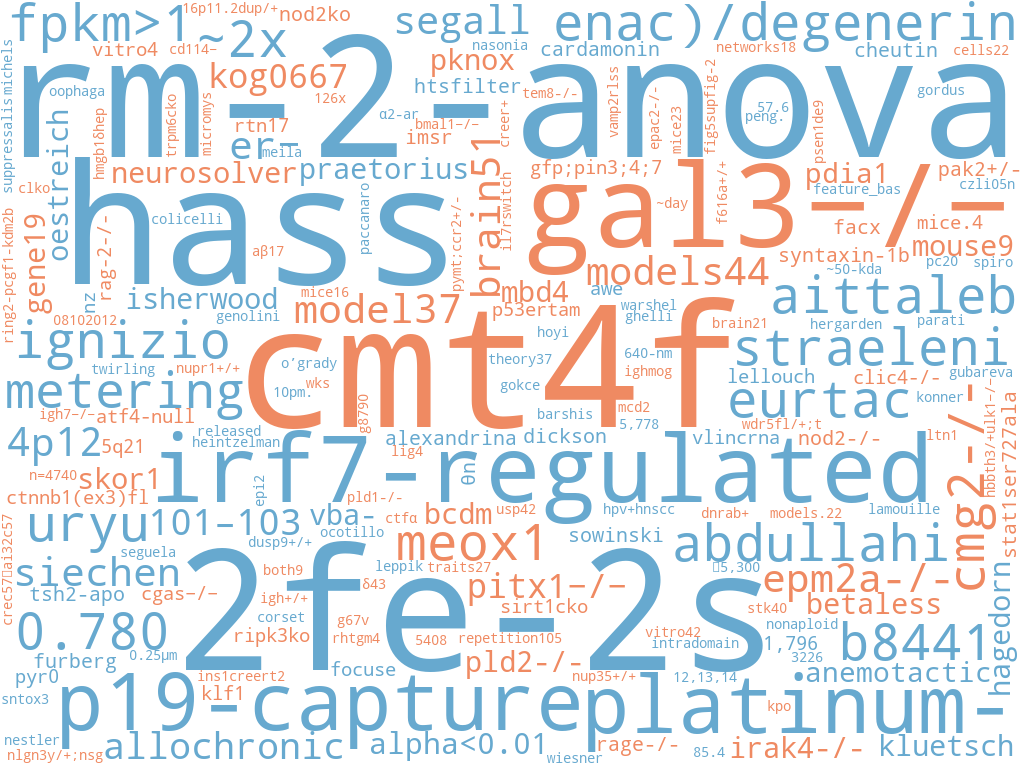 fpkm>1
16p11.2dup/+
nod2ko
segall
enac)/degenerin
~2x
vitro4
cd114–
nasonia
cardamonin
networks18
cheutin
cells22
michels
rm-2-
anova
kog0667
pknox
htsfilter
oophaga
126x
tem8-/-
gordus
α2-ar
creer+
57.6
peng.
suppressalis
oestreich
hmgb1δhep
trpm6cko
micromys
rtn17
er-
meila
bmal1−/−
imsr
vamp2rlss
epac2-/-
mice23
fig5supfig-2
psen1de9
neurosolver
praetorius
brain51
gfp;pin3;4;7
pdia1
pak2+/-
clko
hass
gal3−/−
feature_bas
czli05n
paccanaro
il7rswitch
~day
f616a+/+
colicelli
facx
mice.4
gene19
rag-2-/-
aβ17
pymt;ccr2+/-
syntaxin-1b
mouse9
ring2-pcgf1-kdm2b
models44
~50-kda
pc20
spiro
nz
isherwood
mice16
mbd4
awe
aittaleb
model37
p53ertam
warshel
ghelli
08102012
genolini
cmt4f
brain21
hergarden
parati
ignizio
hoyi
straeleni
o’grady
theory37
640-nm
twirling
nupr1+/+
ighmog
lellouch
clic4-/-
gubareva
metering
wks
10pm.
gokce
eurtac
konner
igh7−/−
atf4-null
g8790
barshis
mcd2
5,778
wdr5fl/+;t
4p12
5q21
released
heintzelman
alexandrina
dickson
vlincrna
nod2-/-
ltn1
cmg2-/-
hbbth3/+ulk1−/−
stat1ser727ala
lig4
irf7-regulated
n=4740
skor1
epi2
θn
ctnnb1(ex3)fl
pld1-/-
usp42
hpv+hnscc
dnrab+
models.22
lamouille
uryu
101–103
vba-
ctfα
bcdm
ocotillo
sowinski
dusp9+/+
meox1
abdullahi
seguela
siechen
both9
leppik
traits27
5,300
2fe-2s
δ43
pitx1−/−
epm2a-/-
tsh2-apo
cgas−/−
igh+/+
sirt1cko
stk40
betaless
hagedorn
corset
g67v
nonaploid
0.780
ripk3ko
rhtgm4
5408
repetition105
vitro42
intradomain
1,796
b8441
furberg
0.25μm
focuse
pld2-/-
3226
pyr0
ins1creert2
nup35+/+
12,13,14
anemotactic
sntox3
klf1
p19-capture
platinum-
kpo
nestler
allochronic
alpha<0.01
rage-/-
irak4-/-
kluetsch
nlgn3y/+;nsg
wiesner
85.4